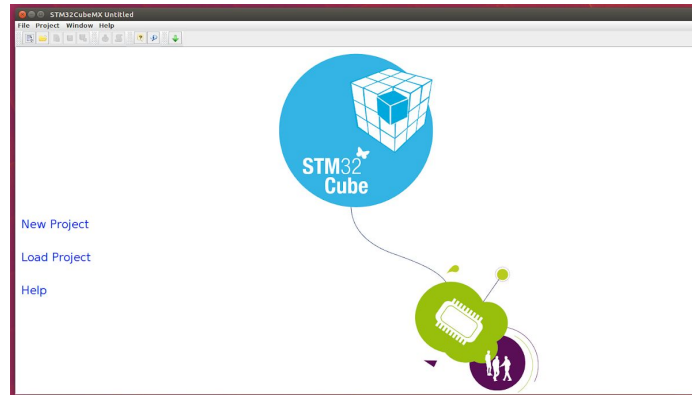 STM32CubeMX Untitled
File Project Window Help
STM32
Cube
New Project
Load Project
Help